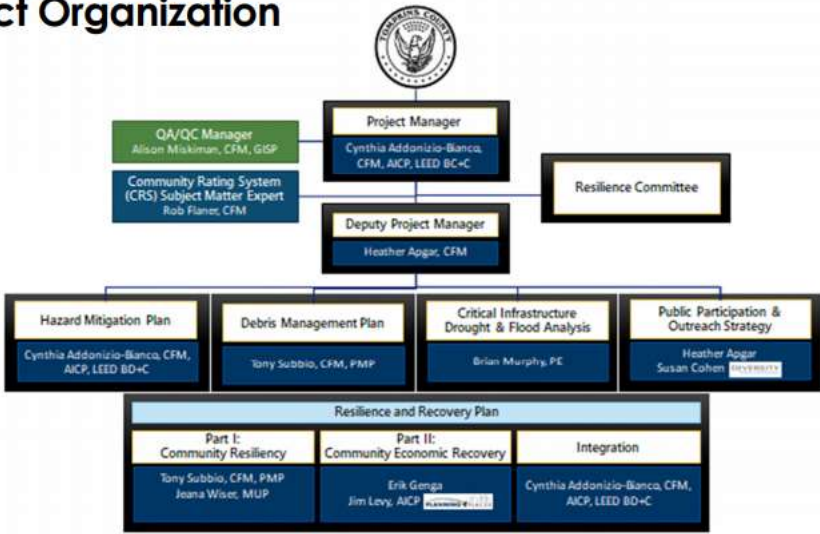 ct Organization
TOMPKINS COUNTY
Project Manager
Cynthia Addonizio-Bianco,
CFM, AICP, LEED BC+C
QA/QC Manager
Alison Miskiman, CFM, GISP
Community Rating System
(CRS) Subject Matter Expert
Rob Flaner, CFM
Resilience Committee
Deputy Project Manager
Heather Apgar, CFM
Hazard Mitigation Plan
Cynthia Addonizio-Bianco, CFM,
AICP, LEED BD+C
Debris Management Plan
Tony Subbio, CFM, PMP
Critical Infrastructure
Drought & Flood Analysis
Brian Murphy, PE
Public Participation &
Outreach Strategy
Heather Apgar
Susan Cohen DIVERSITY
Resilience and Recovery Plan
Part I:
Community Resiliency
Tony Subbio, CFM, PMP
Jeana Wiser, MUP
Part II:
Community Economic Recovery
Erik Genga
Jim Levy, AICP PLANNING PLACES
Integration
Cynthia Addonizio-Bianco, CFM,
AICP, LEED BD+C